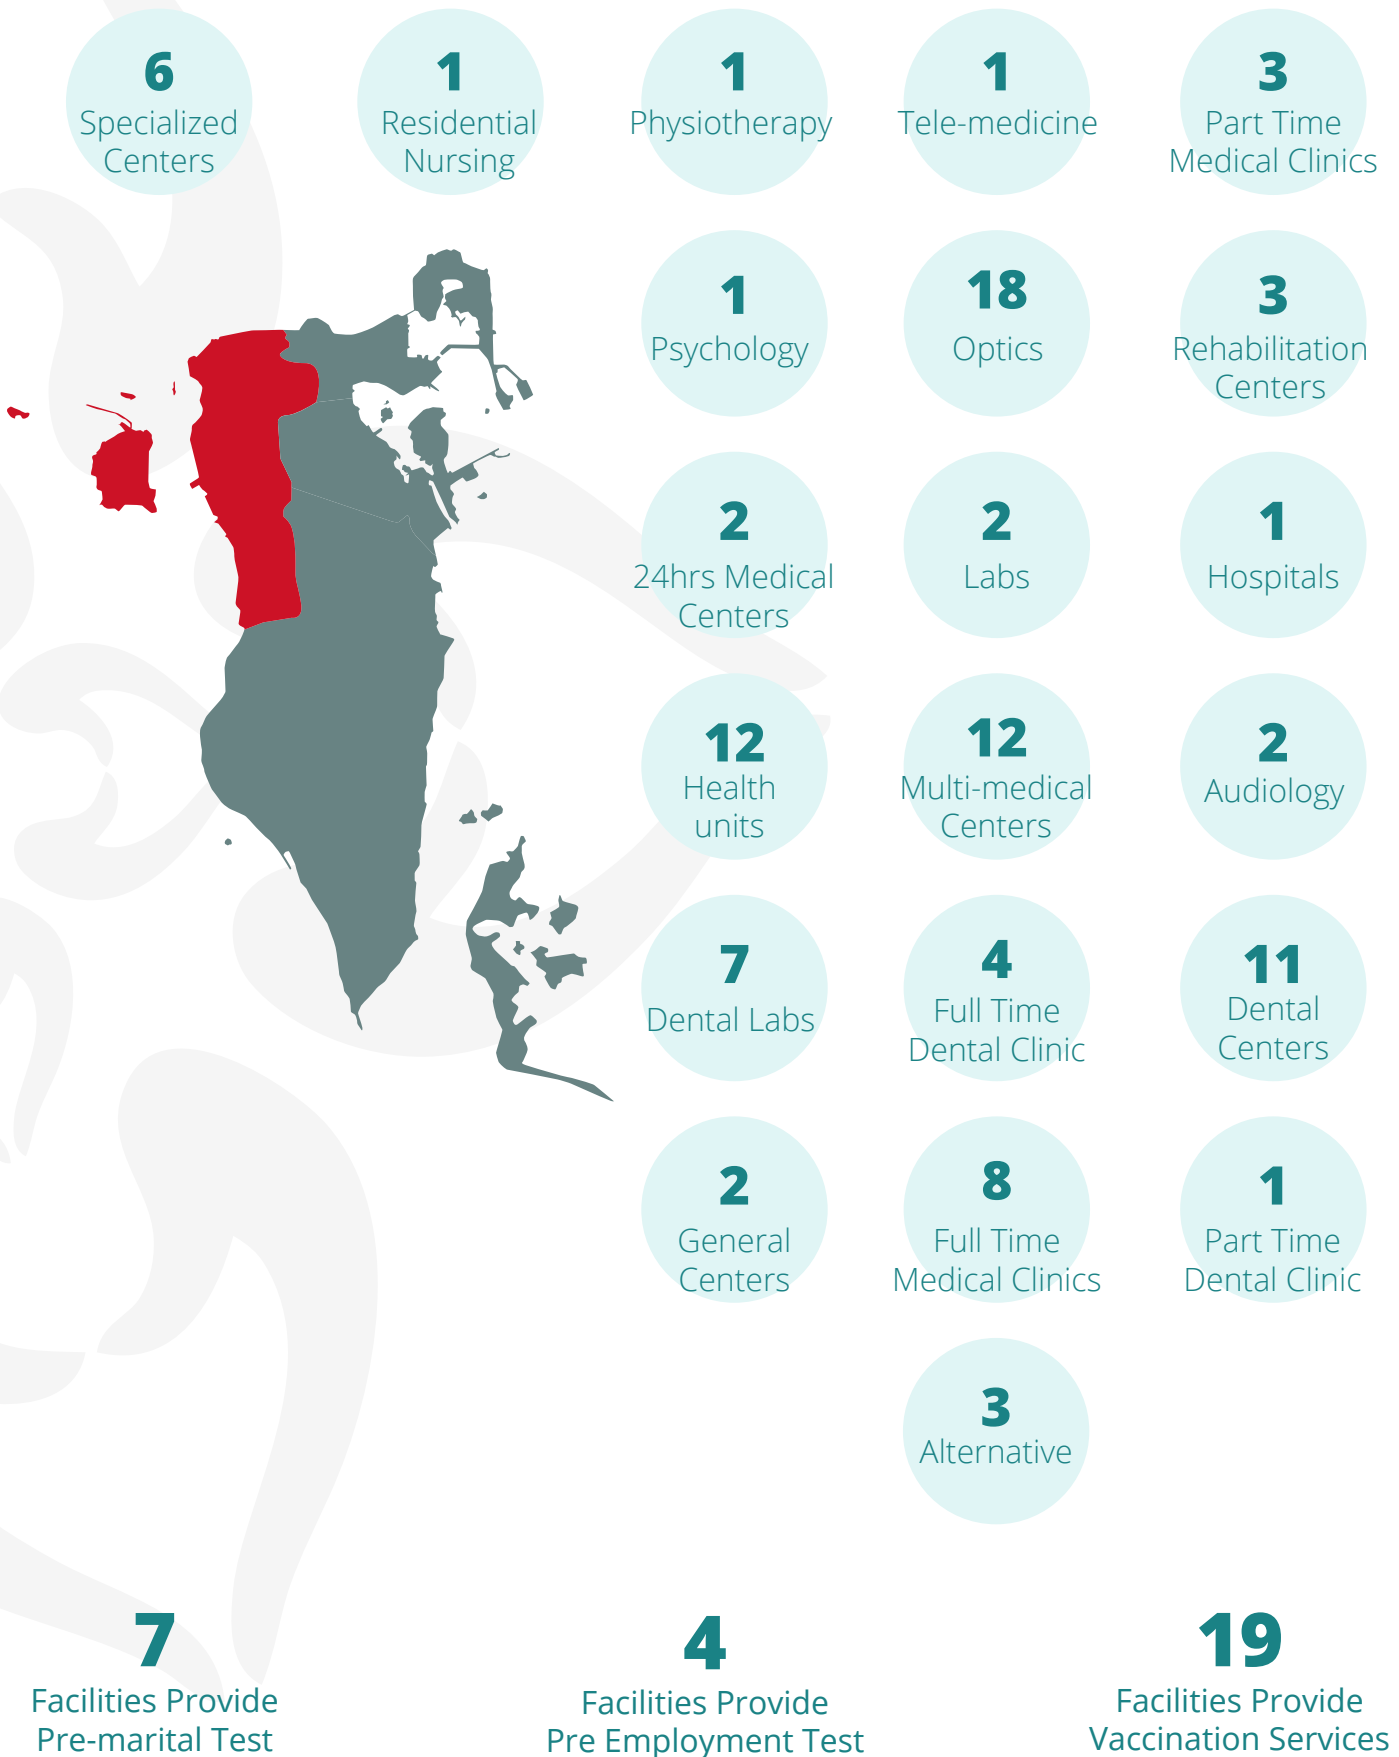 6
Specialized
Centers
1
Residential
Nursing
1
Physiotherapy
1
Tele-medicine
3
Part Time
Medical Clinics
1
Psychology
18
Optics
3
Rehabilitation
Centers
2
24hrs Medical
Centers
2
Labs
1
Hospitals
12
Health
units
12
Multi-medical
Centers
2
Audiology
7
Dental Labs
4
Full Time
Dental Clinic
11
Dental
Centers
2
General
Centers
8
Full Time
Medical Clinics
1
Part Time
Dental Clinic
3
Alternative
7
Facilities Provide
Pre-marital Test
4
Facilities Provide
Pre Employment Test
19
Facilities Provide
Vaccination Services